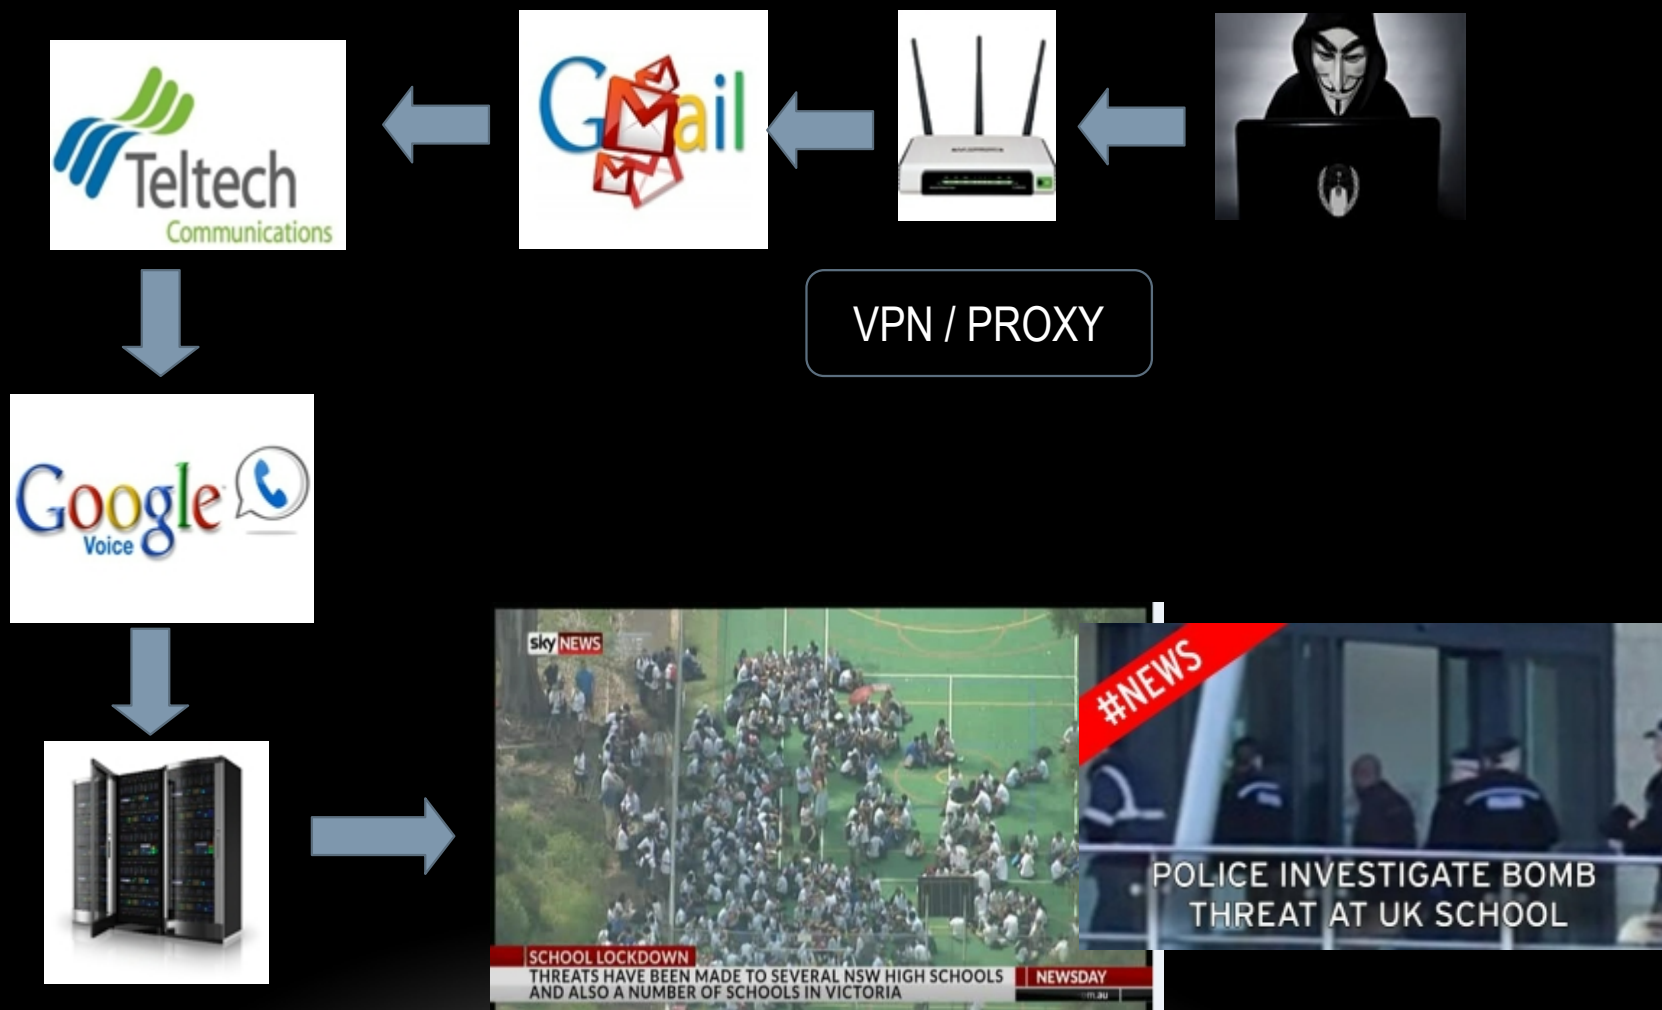 Teltech
Communications
Gmail
VPN / PROXY
Google
Voice
sky NEWS
#NEWS
POLICE INVESTIGATE BOMB
THREAT AT UK SCHOOL
SCHOOL LOCKDOWN
THREATS HAVE BEEN MADE TO SEVERAL NSW HIGH SCHOOLS
AND ALSO A NUMBER OF SCHOOLS IN VICTORIA
NEWSDAY
m.au